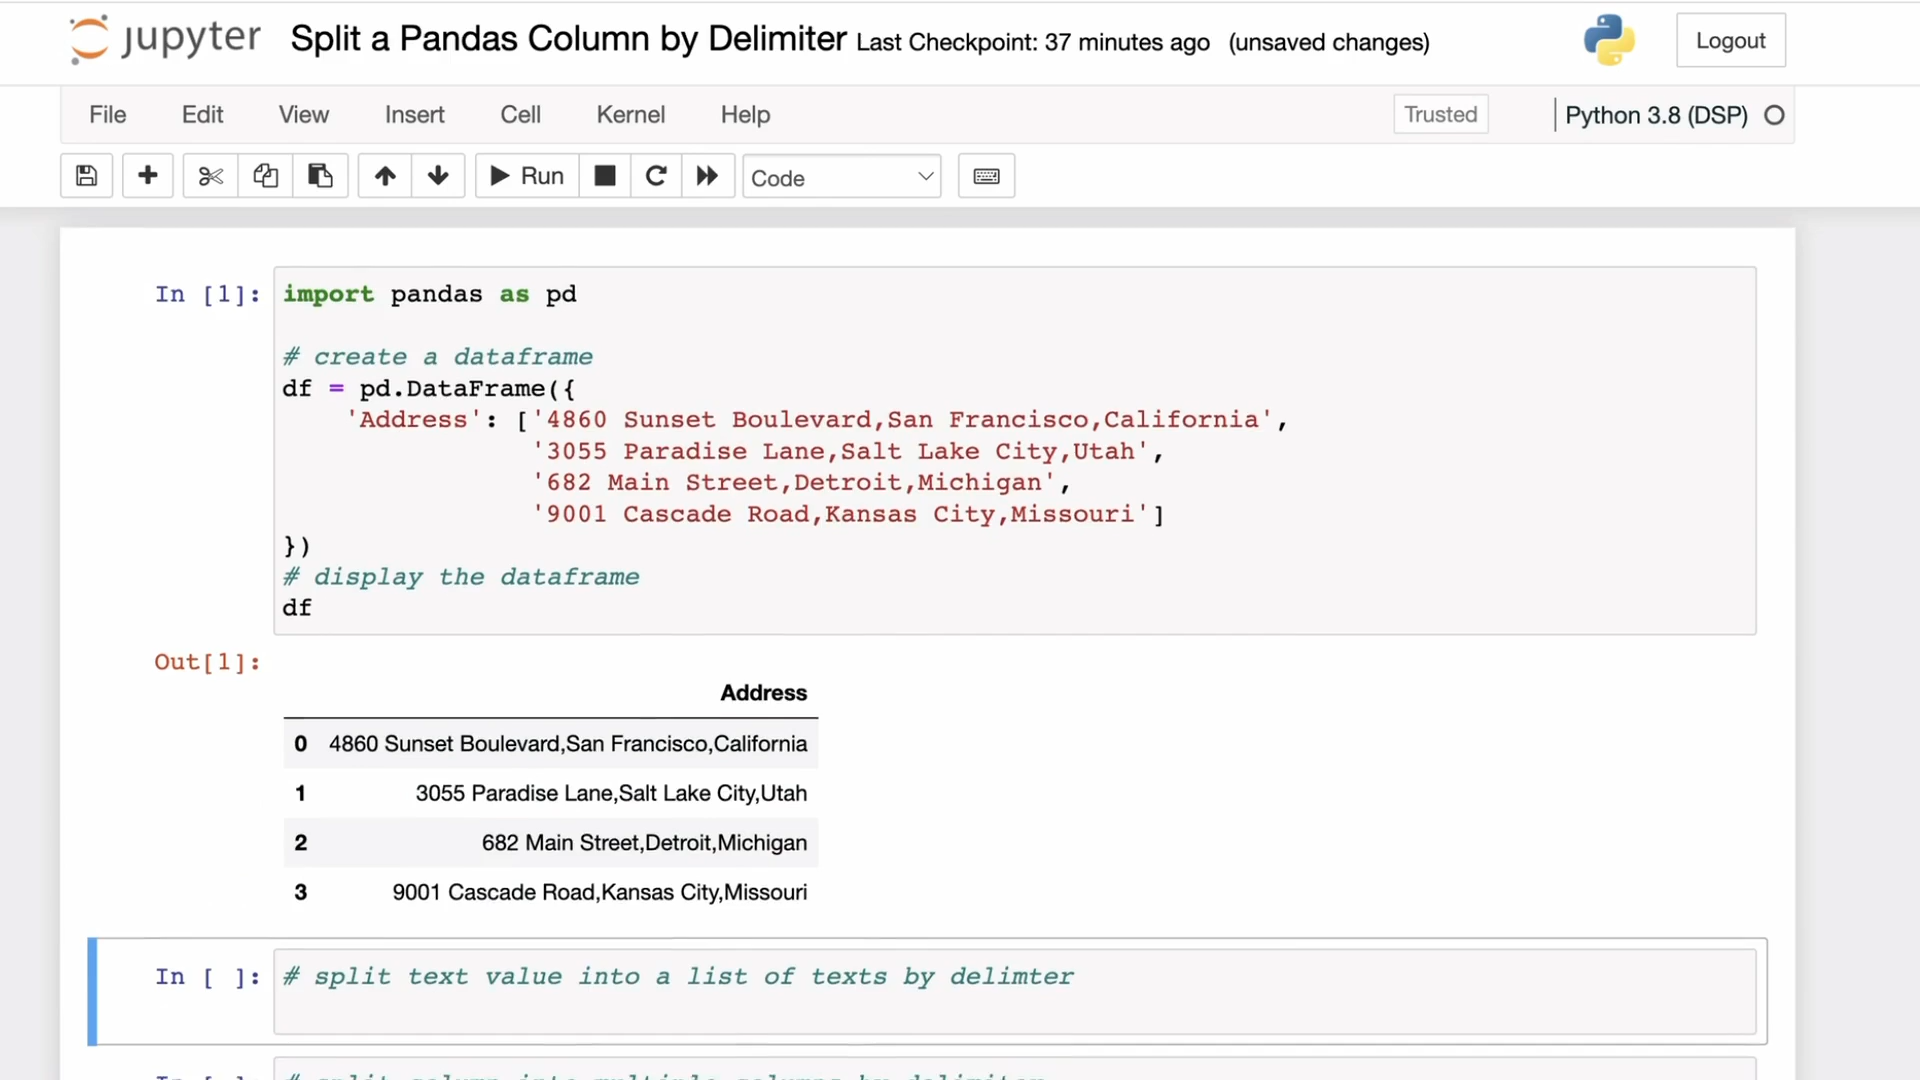 jupyter Split a Pandas Column by Delimiter Last Checkpoint: 37 minutes ago (unsaved changes) Logout
File Edit View Insert Cell Kernel Help Trusted Python 3.8 (DSP)
Run Code
In [1]: import pandas as pd
# create a dataframe
df = pd.DataFrame({
'Address': ['4860 Sunset Boulevard,San Francisco,California',
'3055 Paradise Lane,Salt Lake City,Utah',
'682 Main Street,Detroit,Michigan',
'9001 Cascade Road,Kansas City,Missouri']
})
# display the dataframe
df
Out[1]:
Address
0 4860 Sunset Boulevard,San Francisco,California
1 3055 Paradise Lane,Salt Lake City,Utah
2 682 Main Street,Detroit,Michigan
3 9001 Cascade Road,Kansas City,Missouri
In [ ]: # split text value into a list of texts by delimter